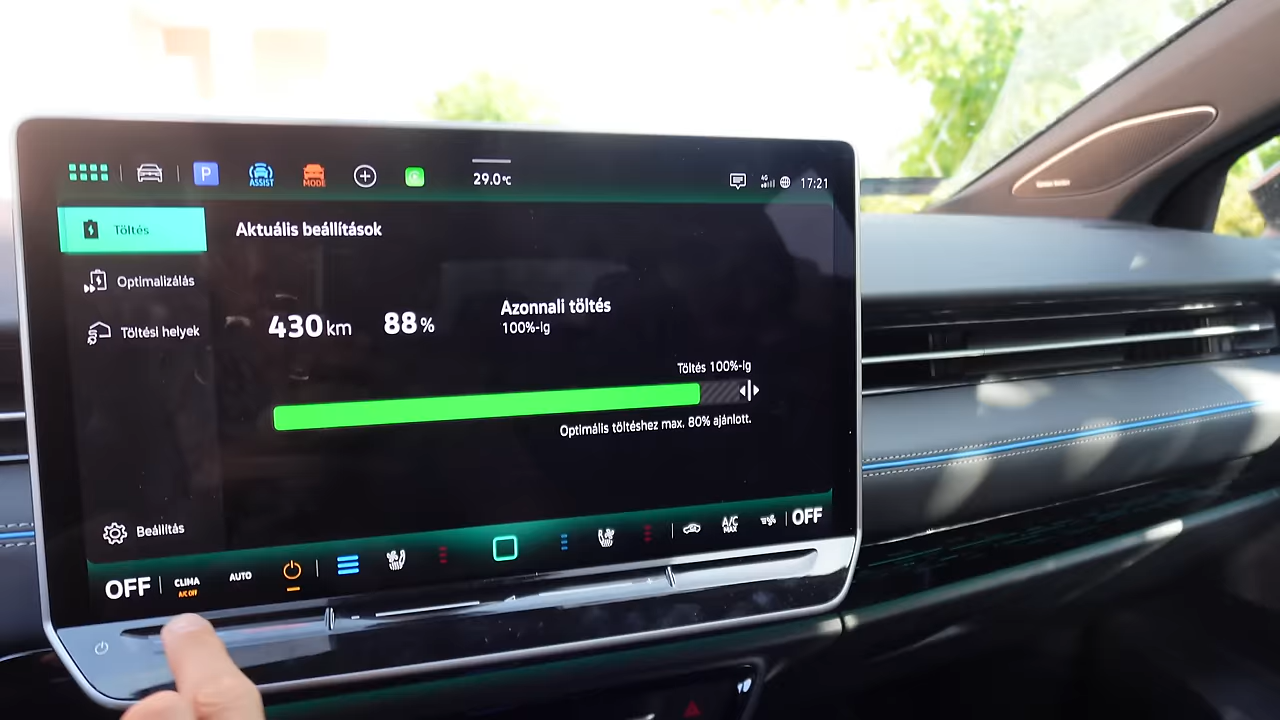 P
ASSIST
MODE
29.0°C
4G
17:21
Töltés
Aktuális beállítások
Optimalizálás
Töltési helyek
430 km
88 %
Azonnali töltés
100%-ig
Töltés 100%-ig
Optimális töltéshez max. 80% ajánlott.
Beállítás
OFF
CLIMA
A/C OFF
AUTO
A/C
MAX
OFF